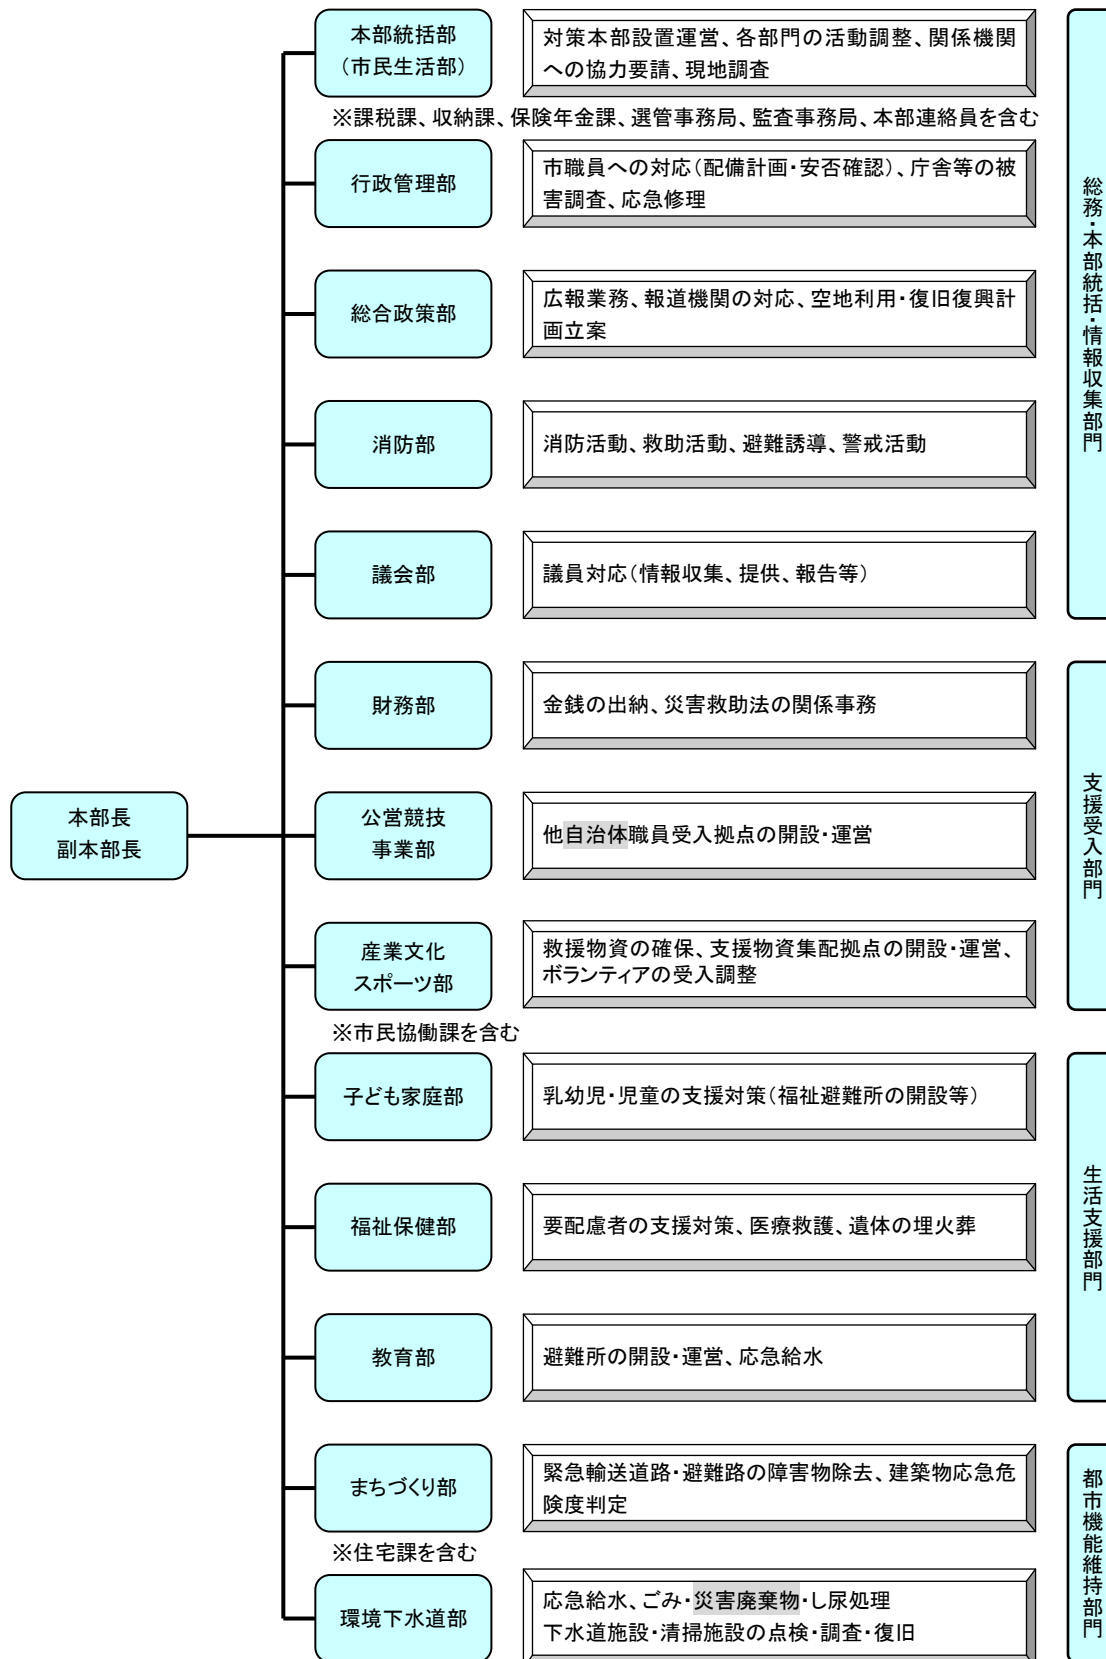 本部統括部
（市民生活部）
対策本部設置運営、各部門の活動調整、関係機関
への協力要請、現地調査
※課税課、収納課、保険年金課、選管事務局、監査事務局、本部連絡員を含む
行政管理部
市職員への対応（配備計画・安否確認）、庁舎等の被
害調査、応急修理
総合政策部
広報業務、報道機関の対応、空地利用・復旧復興計
画立案
消防部
消防活動、救助活動、避難誘導、警戒活動
議会部
議員対応（情報収集、提供、報告等）
総務・本部統括・情報収集部門
財務部
金銭の出納、災害救助法の関係事務
本部長
副本部長
公営競技
事業部
他自治体職員受入拠点の開設・運営
産業文化
スポーツ部
救援物資の確保、支援物資集配拠点の開設・運営、
ボランティアの受入調整
※市民協働課を含む
支援受入部門
子ども家庭部
乳幼児・児童の支援対策（福祉避難所の開設等）
福祉保健部
要配慮者の支援対策、医療救護、遺体の埋火葬
教育部
避難所の開設・運営、応急給水
生活支援部門
まちづくり部
緊急輸送道路・避難路の障害物除去、建築物応急危
険度判定
※住宅課を含む
環境下水道部
応急給水、ごみ・災害廃棄物・し尿処理
下水道施設・清掃施設の点検・調査・復旧
都市機能維持部門